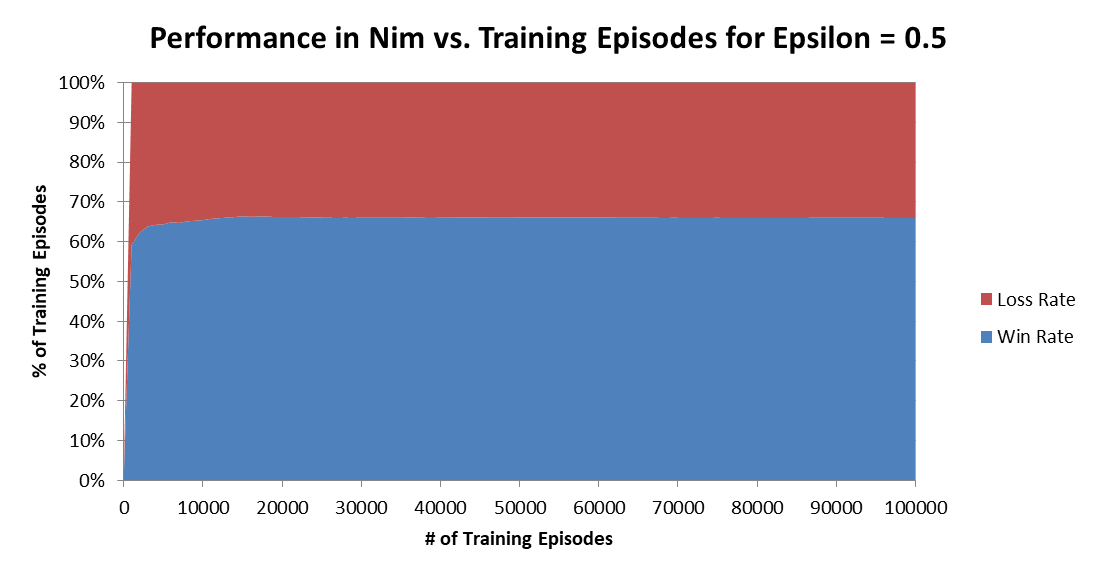 Performance in Nim vs. Training Episodes for Epsilon = 0.5
% of Training Episodes
100%
90%
80%
70%
60%
50%
40%
30%
20%
10%
0%
0 10000 20000 30000 40000 50000 60000 70000 80000 90000 100000
# of Training Episodes
Loss Rate
Win Rate